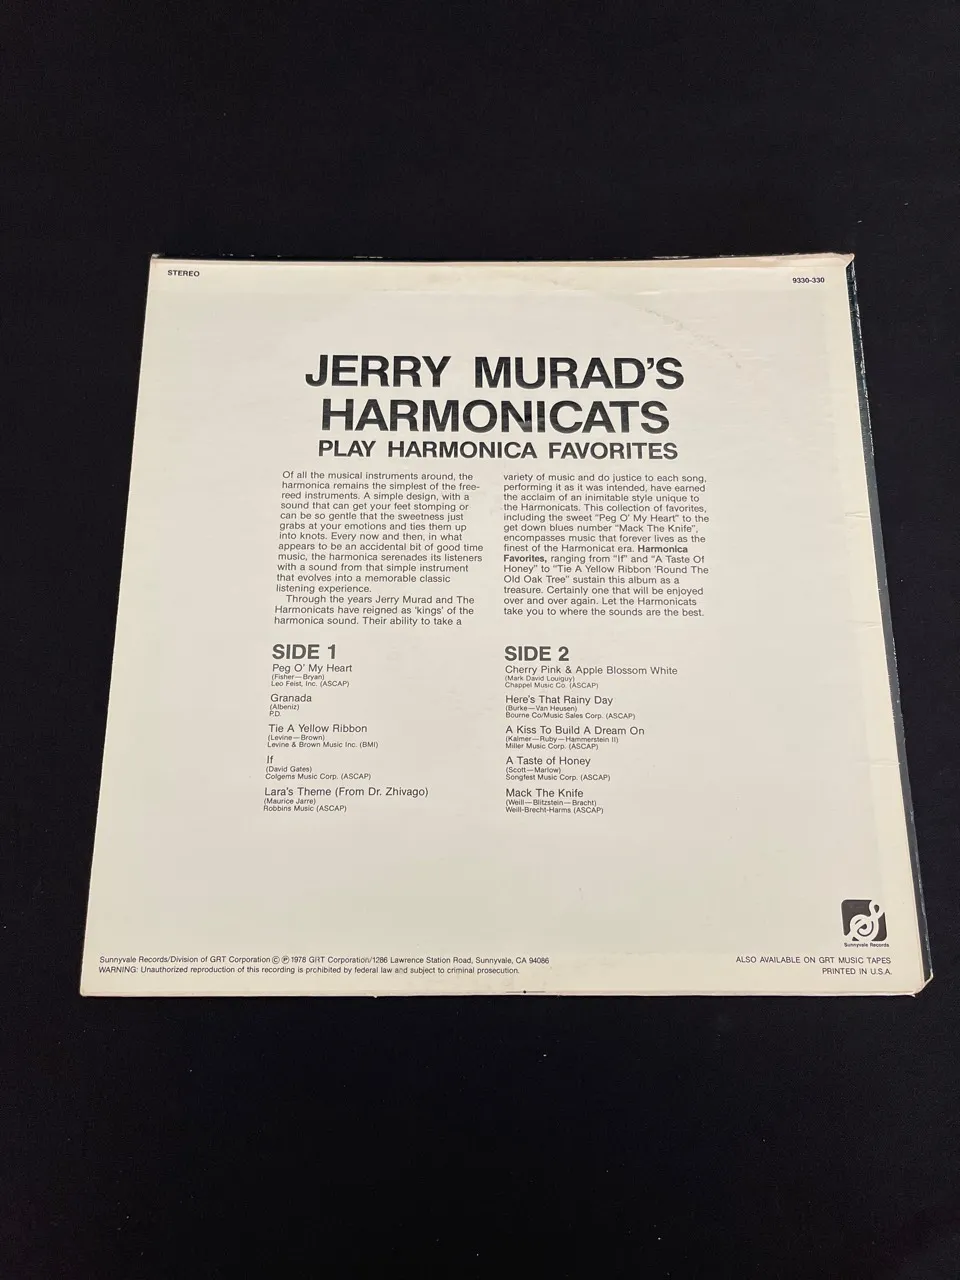 STEREO
9330-330
JERRY MURAD'S
HARMONICATS
PLAY HARMONICA FAVORITES
Of all the musical instruments around, the
harmonica remains the simplest of the free-
reed instruments. A simple design, with a
sound that can get your feet stomping or
can be so gentle that the sweetness just
grabs at your emotions and ties them up
into knots. Every now and then, in what
appears to be an accidental bit of good time
music, the harmonica serenades its listeners
with a sound from that simple instrument
that evolves into a memorable classic
listening experience.
Through the years Jerry Murad and The
Harmonicats have reigned as 'kings' of the
harmonica sound. Their ability to take a
variety of music and do justice to each song,
performing it as it was intended, have earned
the acclaim of an inimitable style unique to
the Harmonicats. This collection of favorites,
including the sweet "Peg O' My Heart" to the
get down blues number "Mack The Knife",
encompasses music that forever lives as the
finest of the Harmonicat era. Harmonica
Favorites, ranging from "If" and "A Taste Of
Honey" to "Tie A Yellow Ribbon 'Round The
Old Oak Tree" sustain this album as a
treasure. Certainly one that will be enjoyed
over and over again. Let the Harmonicats
take you to where the sounds are the best.
SIDE 1
Peg O' My Heart
(Fisher—Bryan)
Leo Feist, Inc. (ASCAP)
Granada
(Albeniz)
P.D.
Tie A Yellow Ribbon
(Levine—Brown)
Levine & Brown Music Inc. (BMI)
If
(David Gates)
Colgems Music Corp. (ASCAP)
Lara's Theme (From Dr. Zhivago)
(Maurice Jarre)
Robbins Music (ASCAP)
SIDE 2
Cherry Pink & Apple Blossom White
(Mark David Louiguy)
Chappel Music Co. (ASCAP)
Here's That Rainy Day
(Burke—Van Heusen)
Bourne Co/Music Sales Corp. (ASCAP)
A Kiss To Build A Dream On
(Kalmer—Ruby—Hammerstein II)
Miller Music Corp. (ASCAP)
A Taste of Honey
(Scott—Marlow)
Songfest Music Corp. (ASCAP)
Mack The Knife
(Weill—Blitzstein—Bracht)
Weill-Brecht-Harms (ASCAP)
Sunnyvale Records
Sunnyvale Records/Division of GRT Corporation © ℗ 1978 GRT Corporation/1286 Lawrence Station Road, Sunnyvale, CA 94086
WARNING: Unauthorized reproduction of this recording is prohibited by federal law and subject to criminal prosecution.
ALSO AVAILABLE ON GRT MUSIC TAPES
PRINTED IN U.S.A.